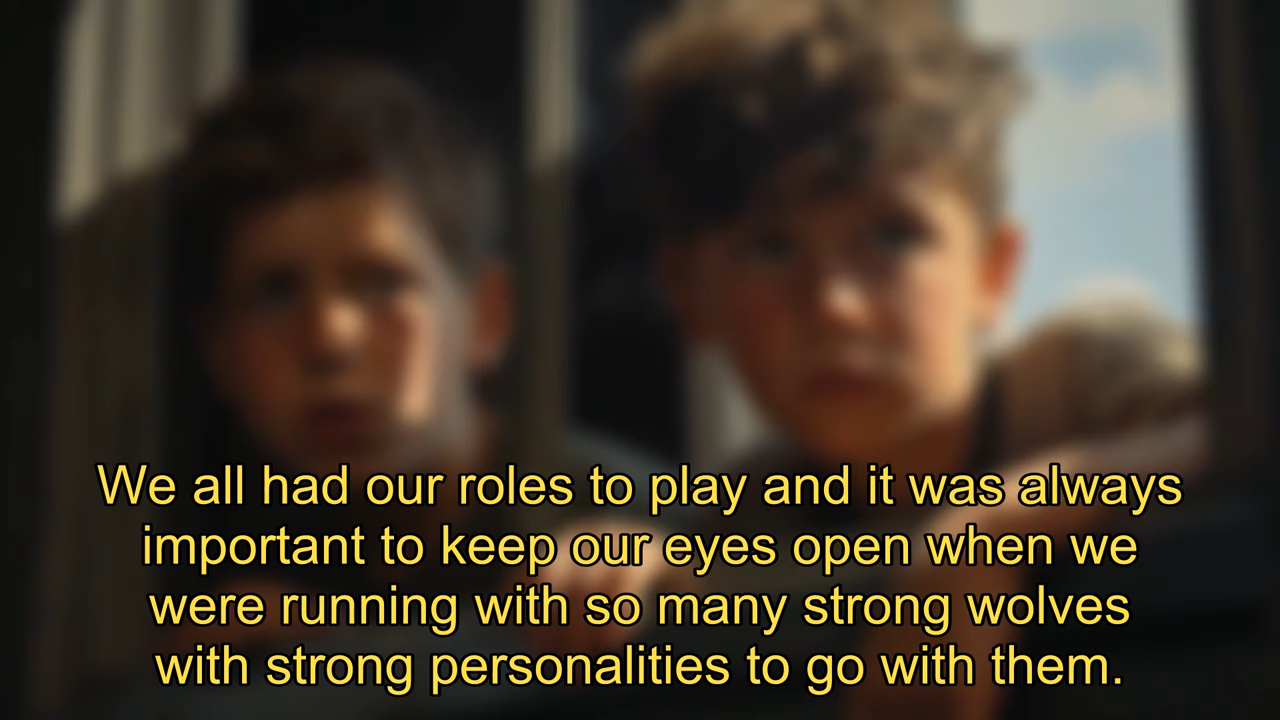 We all had our roles to play and it was always
important to keep our eyes open when we
were running with so many strong wolves
with strong personalities to go with them.